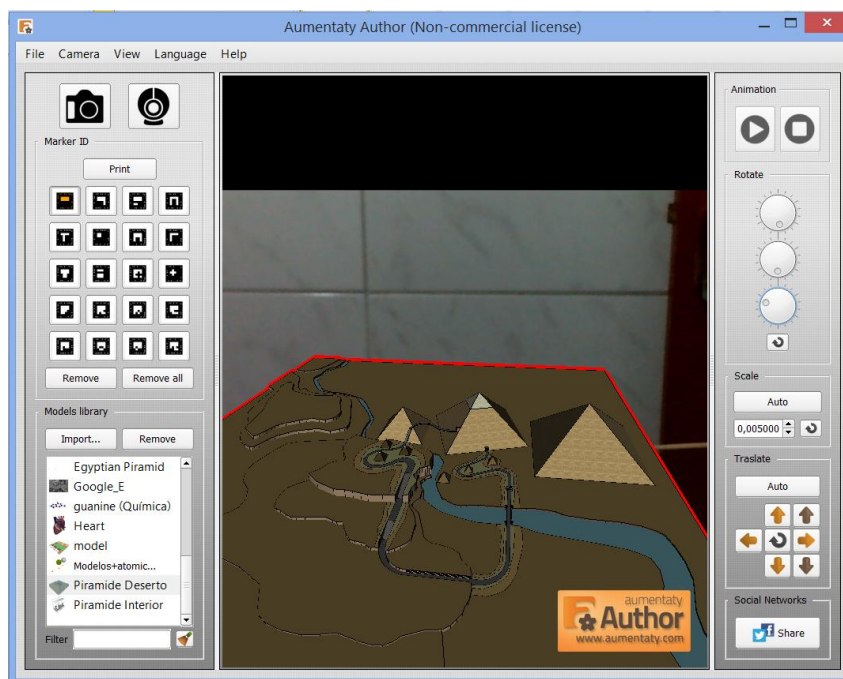 Aumentaty Author (Non-commercial license)
File Camera View Language Help
Marker ID
Print
Remove Remove all
Models library
Import... Remove
Egyptian Piramid
Google_E
guanine (Química)
Heart
model
Modelos+atomic...
Piramide Deserto
Piramide Interior
Filter
aumentaty
Author
www.aumentaty.com
Animation
Rotate
Scale
Auto
0,005000
Traslate
Auto
Social Networks
Share